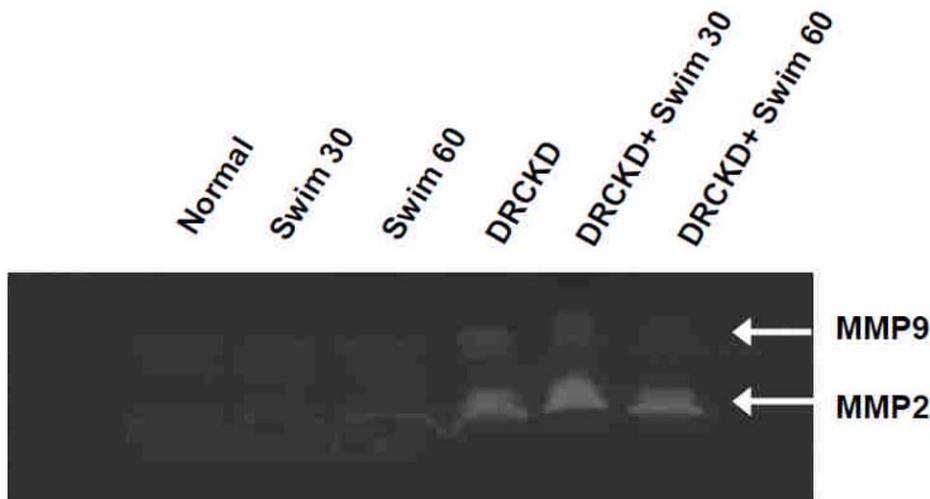 Normal
Swim 30
Swim 60
DRCKD
DRCKD+ Swim 30
DRCKD+ Swim 60
MMP9
MMP2